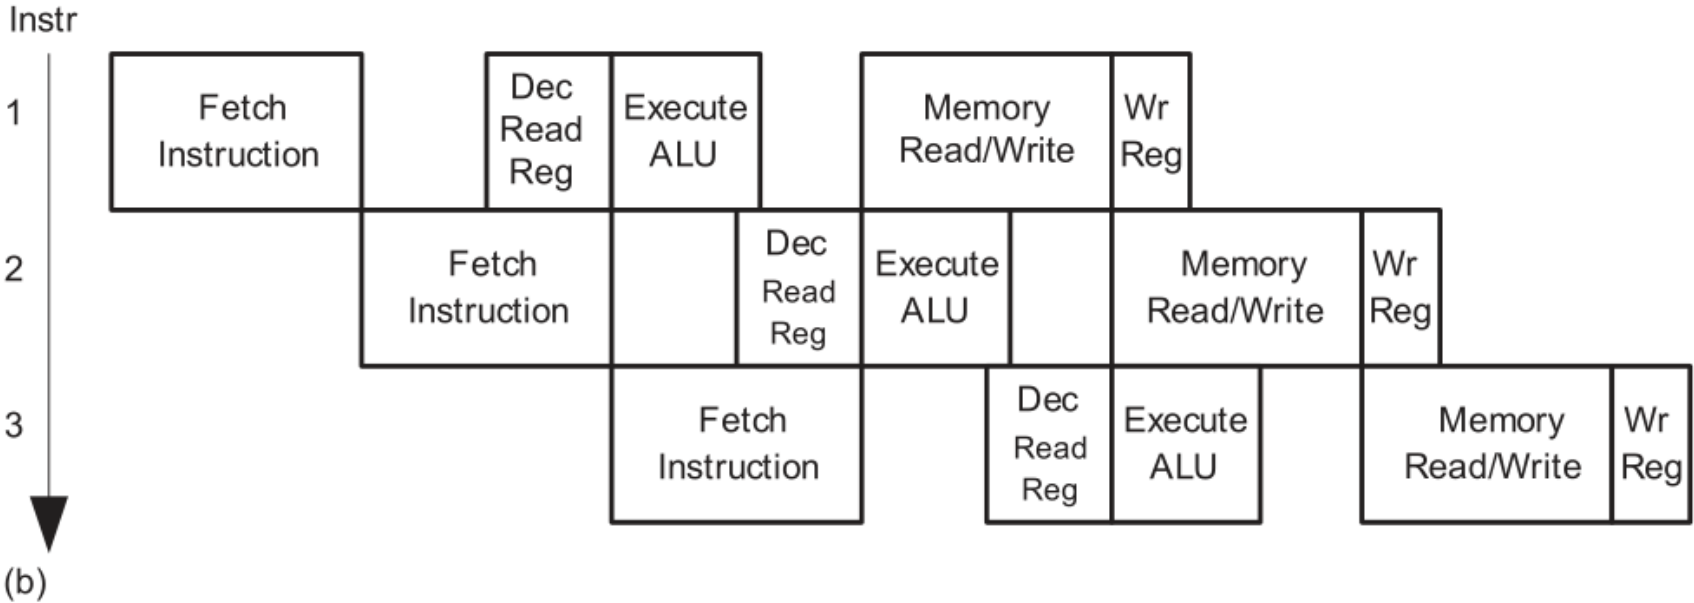 Instr
1
Fetch
Instruction
Dec
Read
Reg
Execute
ALU
Memory
Read/Write
Wr
Reg
2
Fetch
Instruction
Dec
Read
Reg
Execute
ALU
Memory
Read/Write
Wr
Reg
3
Fetch
Instruction
Dec
Read
Reg
Execute
ALU
Memory
Read/Write
Wr
Reg
(b)